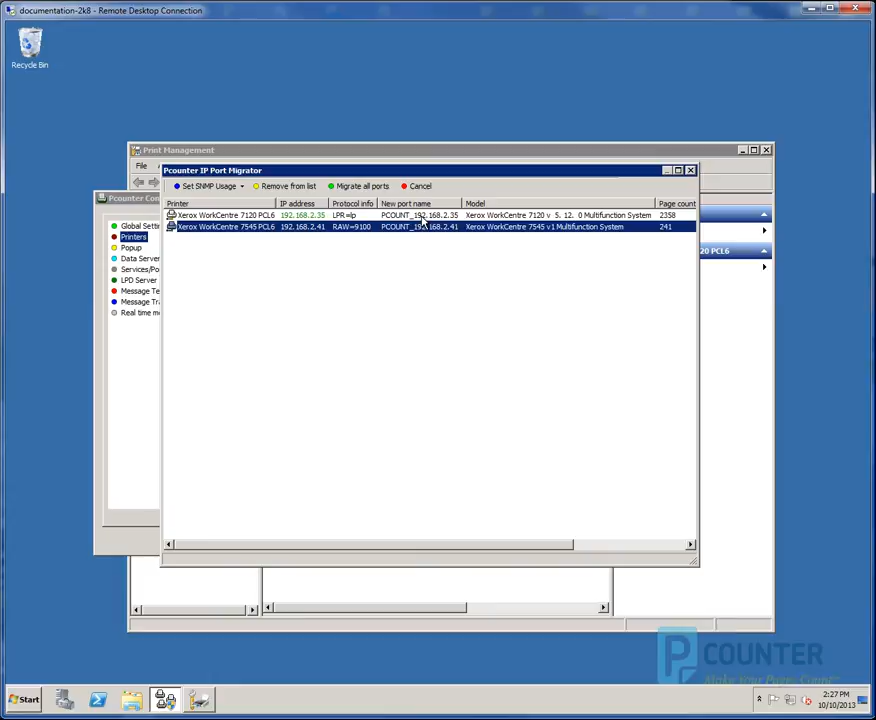 documentation-2k8 - Remote Desktop Connection
Recycle Bin
Print Management
File
Pcounter IP Port Migrator
Set SNMP Usage
Remove from list
Migrate all ports
Cancel
Pcounter Con
Printer IP address Protocol info New port name Model Page count
Xerox WorkCentre 7120 PCL6 192.168.2.35 LPR=lp PCOUNT_192.168.2.35 Xerox WorkCentre 7120 v 5. 12. 0 Multifunction System 2358
Xerox WorkCentre 7545 PCL6 192.168.2.41 RAW=9100 PCOUNT_192.168.2.41 Xerox WorkCentre 7545 v1 Multifunction System 241
Global Setti
Printers
Popup
Data Server
Services/Po
LPD Server
Message Te
Message Tra
Real time m
20 PCL6
P COUNTER
Make Your Paper Count
Start
2:27 PM
10/10/2013